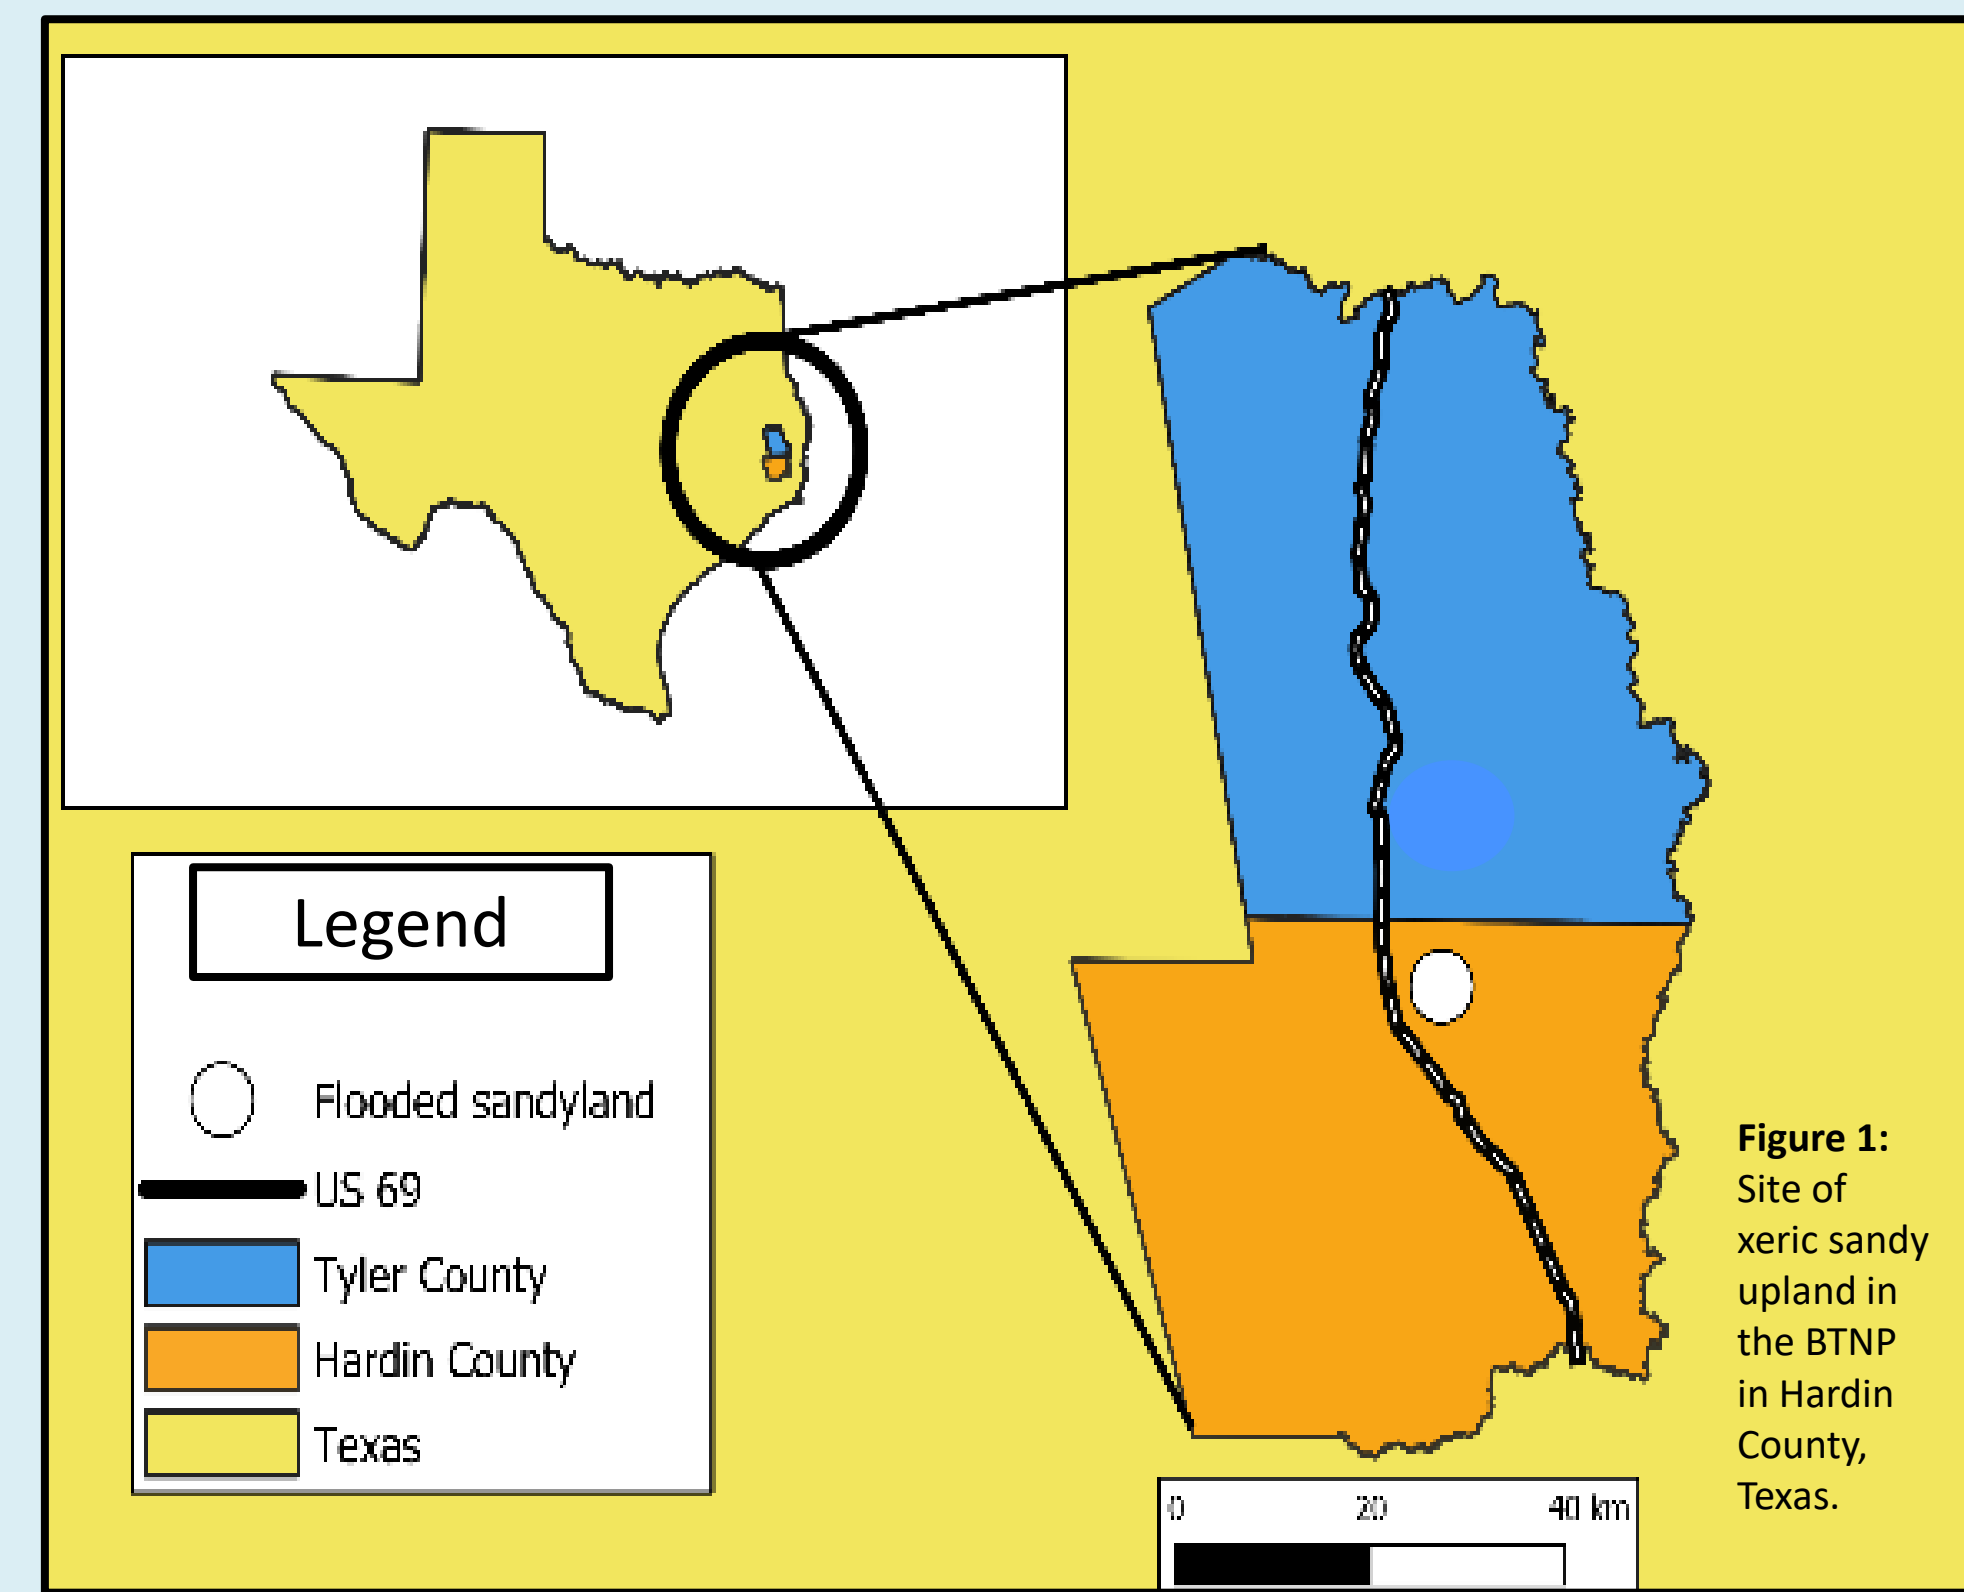 Legend
Flooded sandyland
US 69
Tyler County
Hardin County
Texas
Figure 1:
Site of
xeric sandy
upland in
the BTNP
in Hardin
County,
Texas.
0 20 40 km